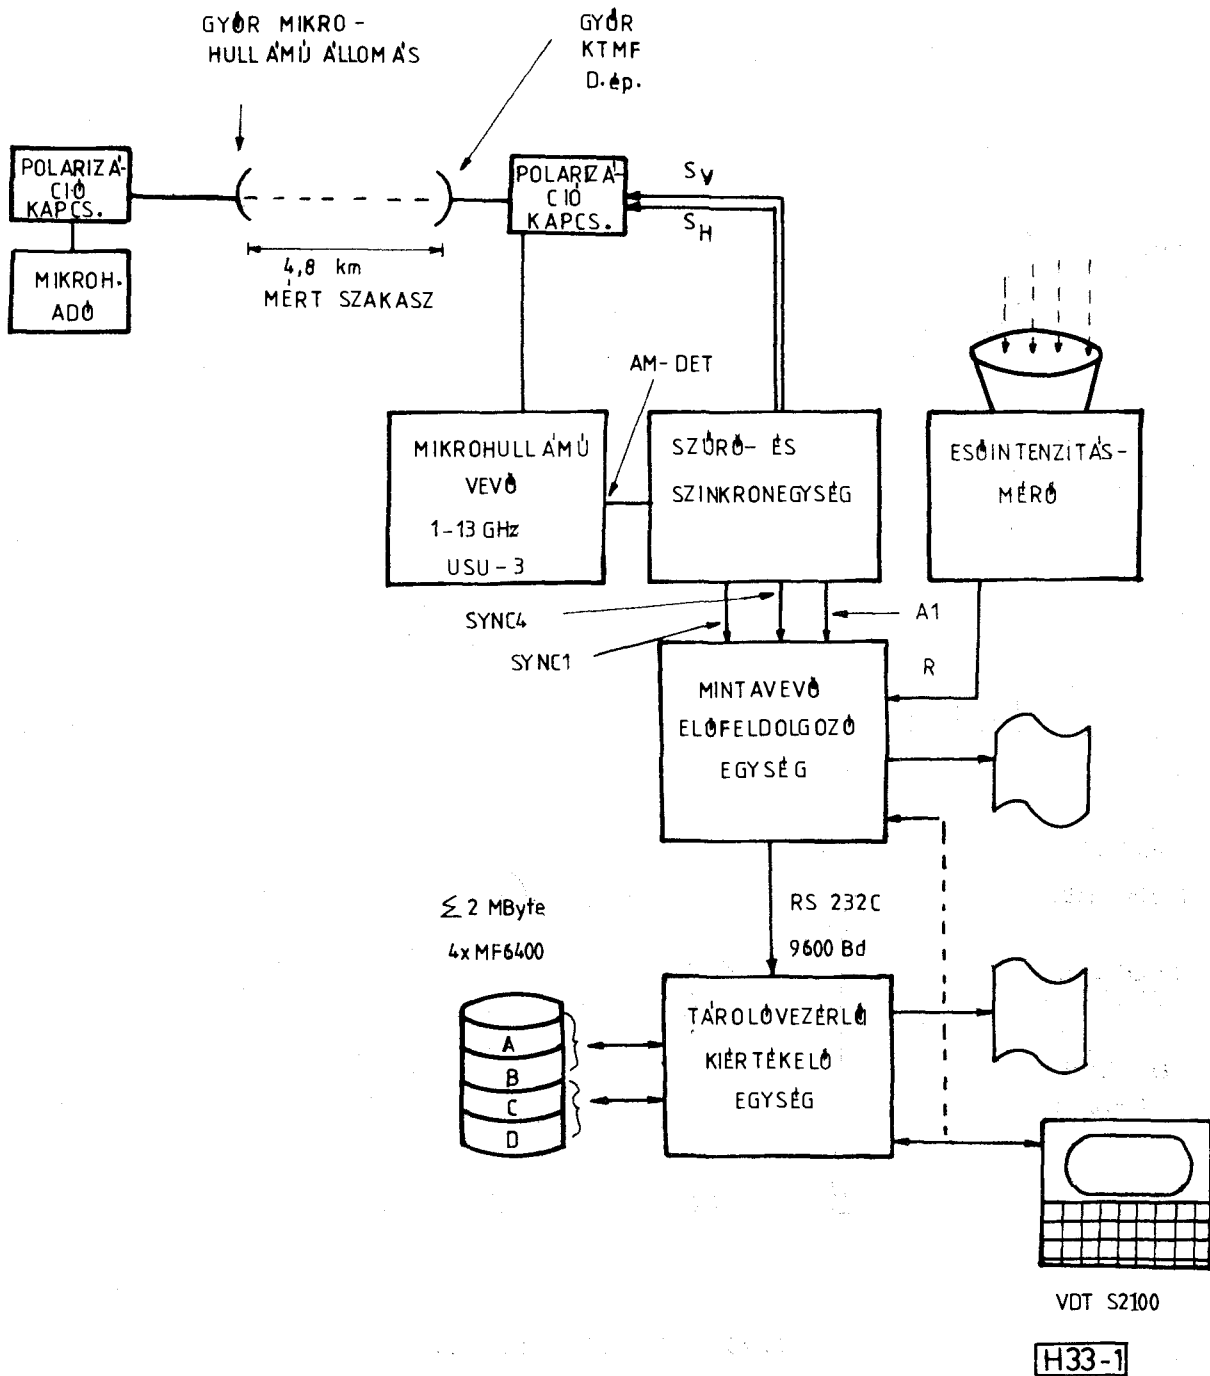 GYŐR MIKRO-
HULLÁMÚ ÁLLOMÁS
GYŐR
KTMF
D.ép.
POLARIZÁ-
CIÓ
KAPCS.
POLARIZÁ-
CIÓ
KAPCS.
SV
SH
MIKROH.
ADÓ
4,8 km
MÉRT SZAKASZ
AM-DET
MIKROHULLÁMÚ
VEVŐ
1-13 GHz
USU-3
SZŰRŐ- ÉS
SZINKRONEGYSÉG
ESŐINTENZITÁS-
MÉRŐ
SYNC4
SYNC1
A1
R
MINTAVEVŐ
ELŐFELDOLGOZÓ
EGYSÉG
Σ 2 MByte
4xMF6400
RS 232C
9600 Bd
A
B
C
D
TÁROLÓVEZÉRLŐ
KIÉRTÉKELŐ
EGYSÉG
VDT S2100
H33-1